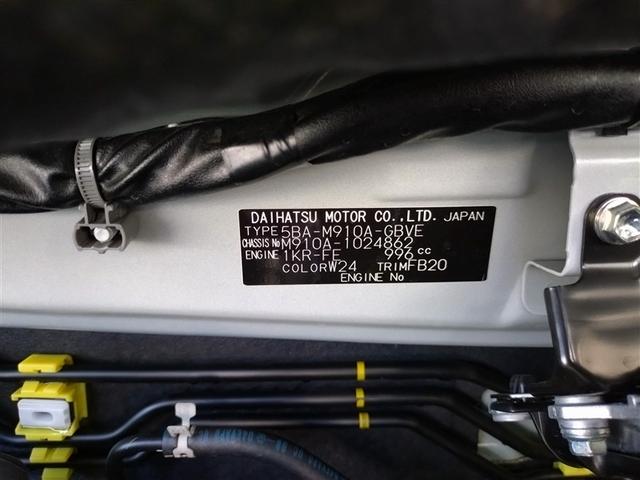 DAIHATSU MOTOR CO.,LTD. JAPAN
TYPE 5BA-M910A-GBVE
CHASSIS No M910A-1024862
ENGINE 1KR-FE 996 cc
COLOR W24 TRIM FB20
ENGINE No